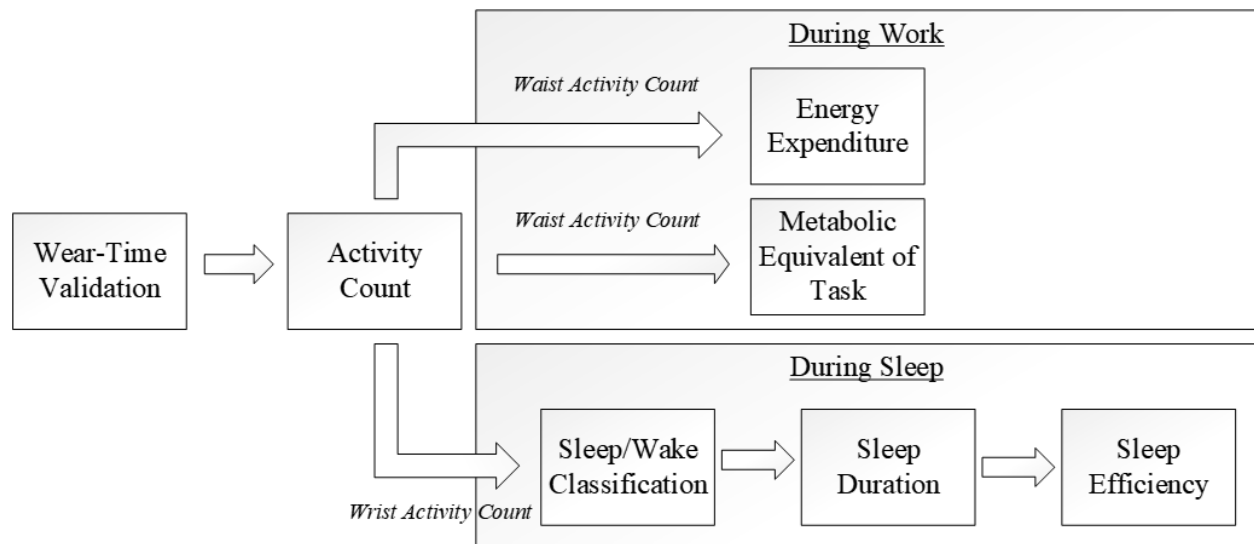 During Work
Waist Activity Count
Energy
Expenditure
Wear-Time
Validation
Activity
Count
Waist Activity Count
Metabolic
Equivalent of
Task
During Sleep
Sleep/Wake
Classification
Sleep
Duration
Sleep
Efficiency
Wrist Activity Count